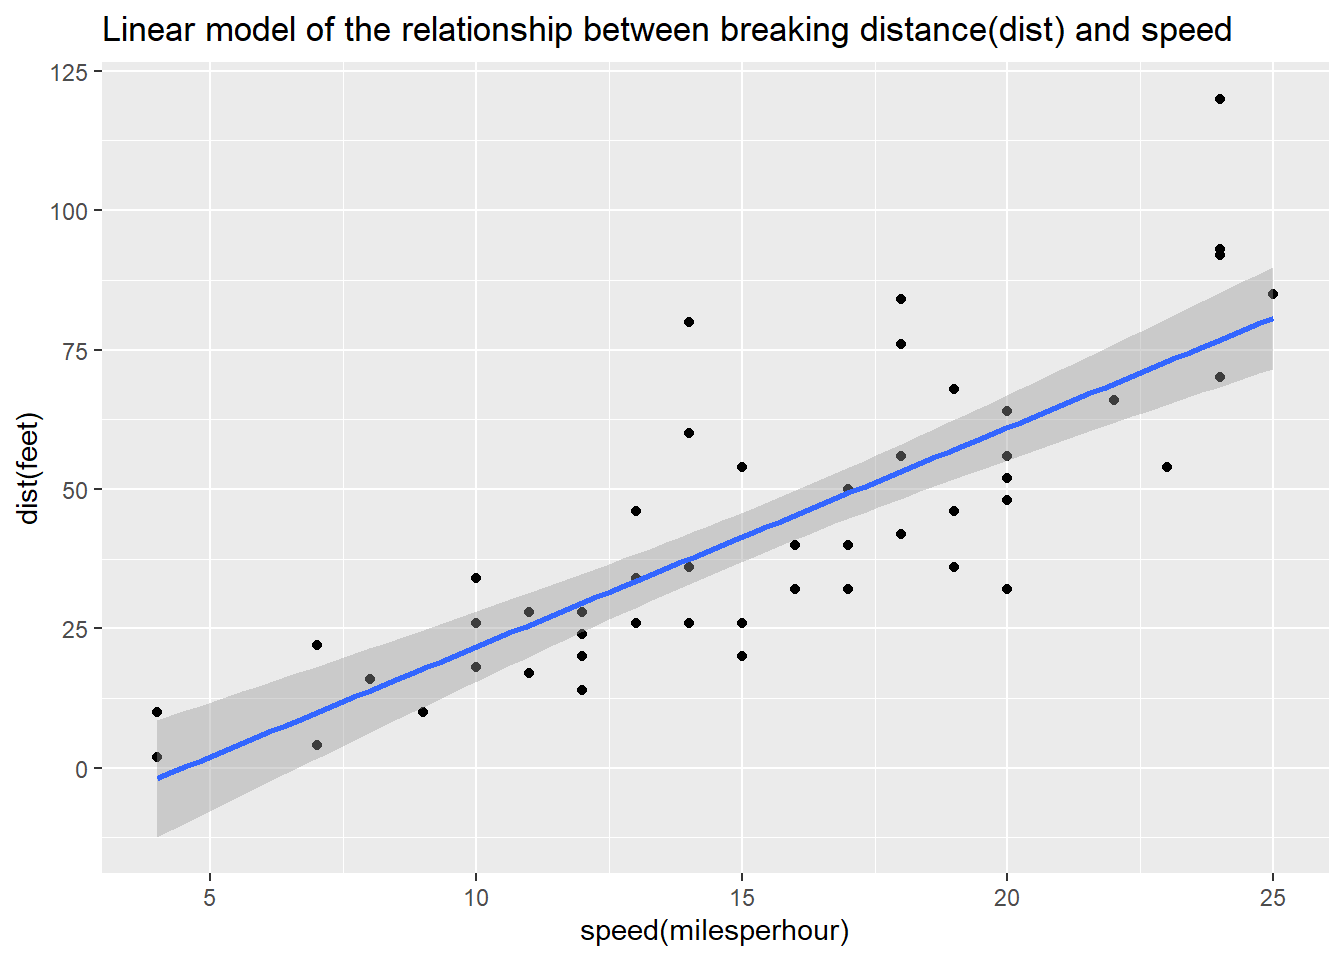 Linear model of the relationship between breaking distance(dist) and speed
125
100
75
50
25
0
dist(feet)
5 10 15 20 25
speed(milesperhour)